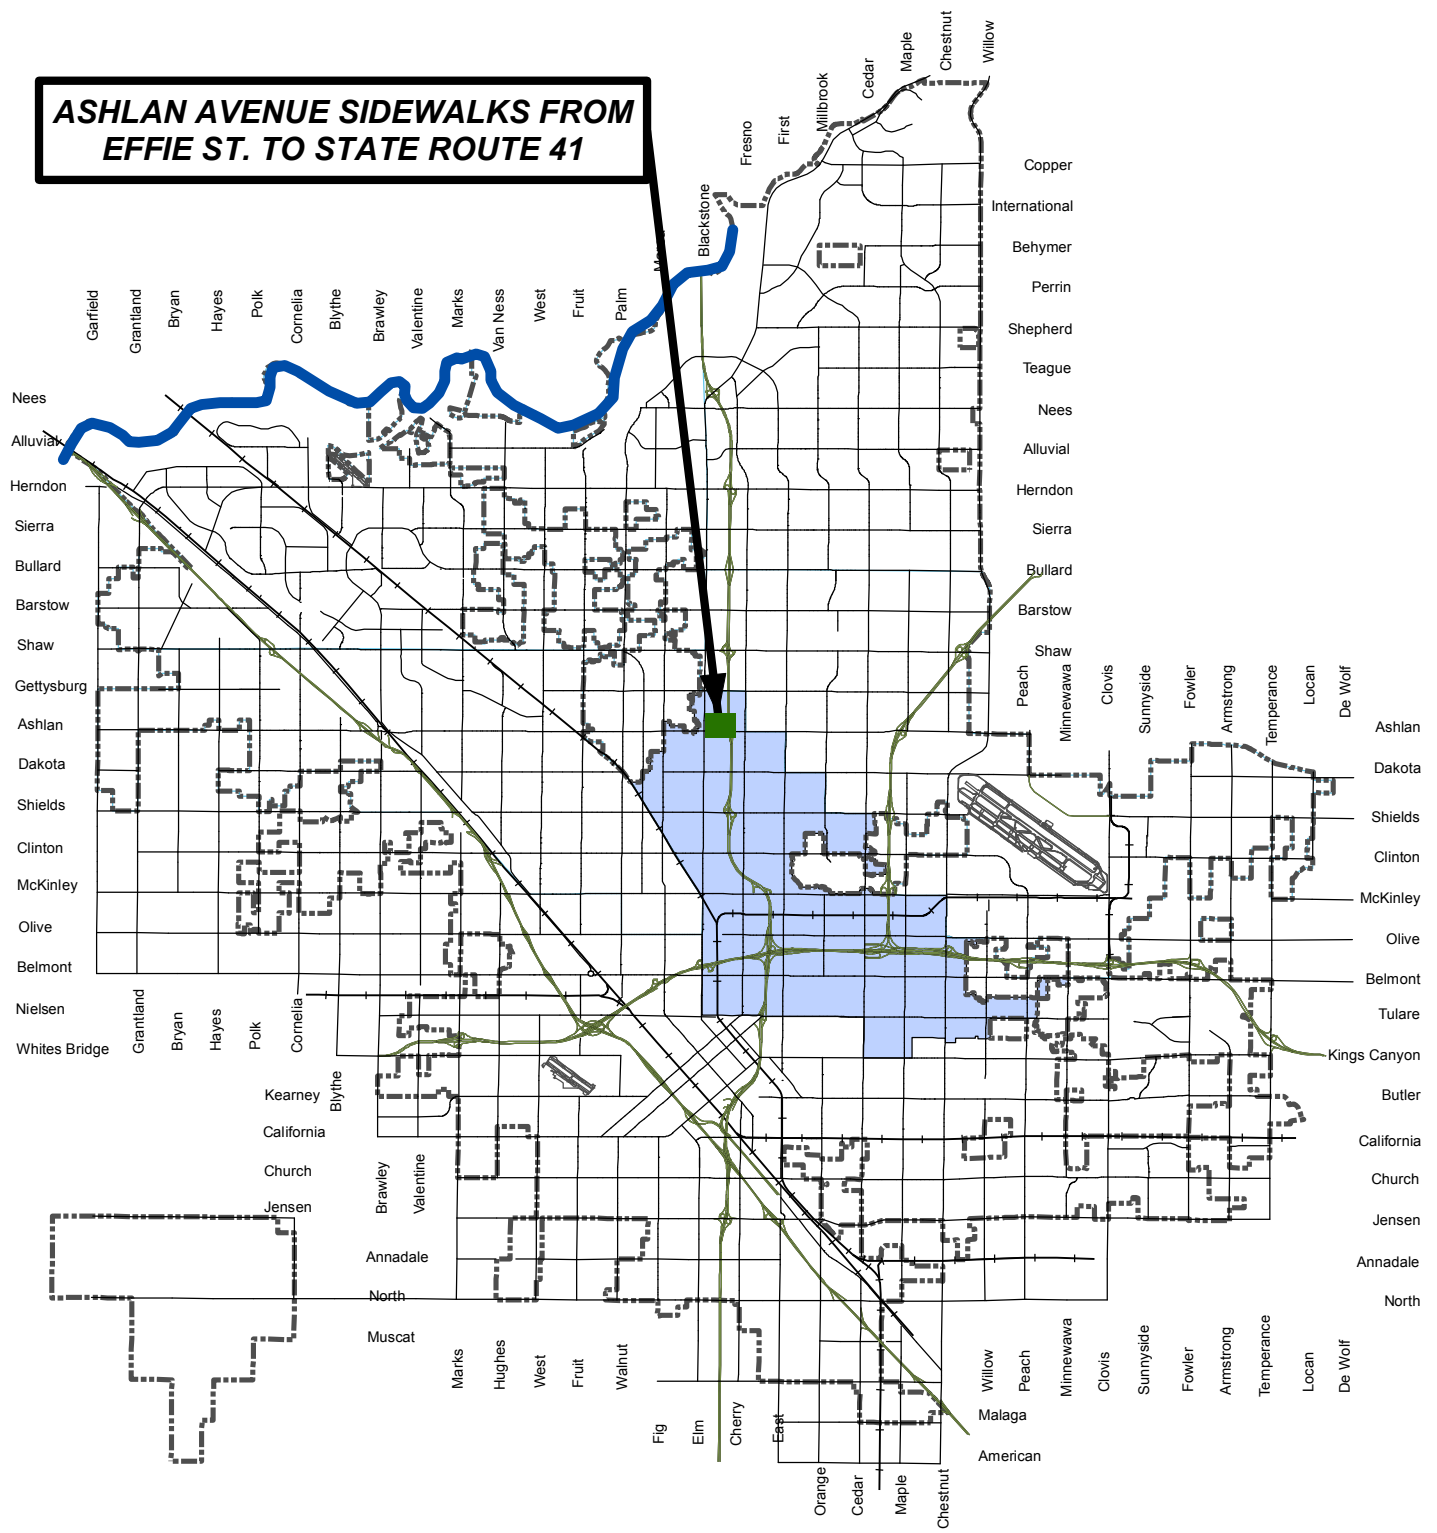 ASHLAN AVENUE SIDEWALKS FROM
EFFIE ST. TO STATE ROUTE 41
Willow
Chestnut
Maple
Cedar
Millbrook
First
Fresno
Blackstone
Copper
International
Behymer
Perrin
Shepherd
Teague
Nees
Alluvial
Herndon
Sierra
Bullard
Barstow
Shaw
Garfield
Grantland
Bryan
Hayes
Polk
Cornelia
Blythe
Brawley
Valentine
Marks
Van Ness
West
Fruit
Palm
Nees
Alluvial
Herndon
Sierra
Bullard
Barstow
Shaw
Gettysburg
Ashlan
Dakota
Shields
Clinton
McKinley
Olive
Belmont
Nielsen
Whites Bridge
Peach
Minnewawa
Clovis
Sunnyside
Fowler
Armstrong
Temperance
Locan
De Wolf
Ashlan
Dakota
Shields
Clinton
McKinley
Olive
Belmont
Tulare
Kings Canyon
Butler
California
Church
Jensen
Annadale
North
Grantland
Bryan
Hayes
Polk
Cornelia
Blythe
Kearney
California
Church
Jensen
Brawley
Valentine
Annadale
North
Muscat
Marks
Hughes
West
Fruit
Walnut
Fig
Elm
Cherry
East
Orange
Cedar
Maple
Chestnut
Willow
Peach
Minnewawa
Clovis
Sunnyside
Fowler
Armstrong
Temperance
Locan
De Wolf
Malaga
American